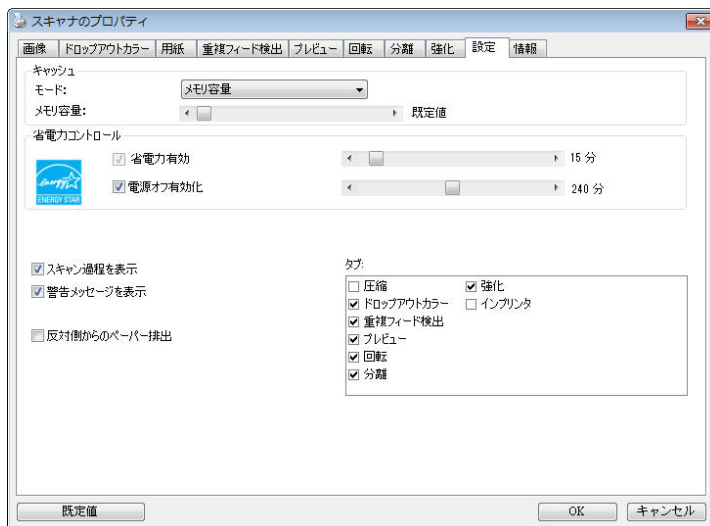 スキャナのプロパティ
画像 ドロップアウトカラー 用紙 重複フィード検出 プレビュー 回転 分離 強化 設定 情報
キャッシュ
モード: メモリ容量
メモリ容量: 既定値
省電力コントロール
省電力有効 15 分
電源オフ有効化 240 分
energy
ENERGY STAR
スキャン過程を表示
警告メッセージを表示
反対側からのペーパー排出
タブ:
圧縮 強化
ドロップアウトカラー インプリンタ
重複フィード検出
プレビュー
回転
分離
既定値 OK キャンセル